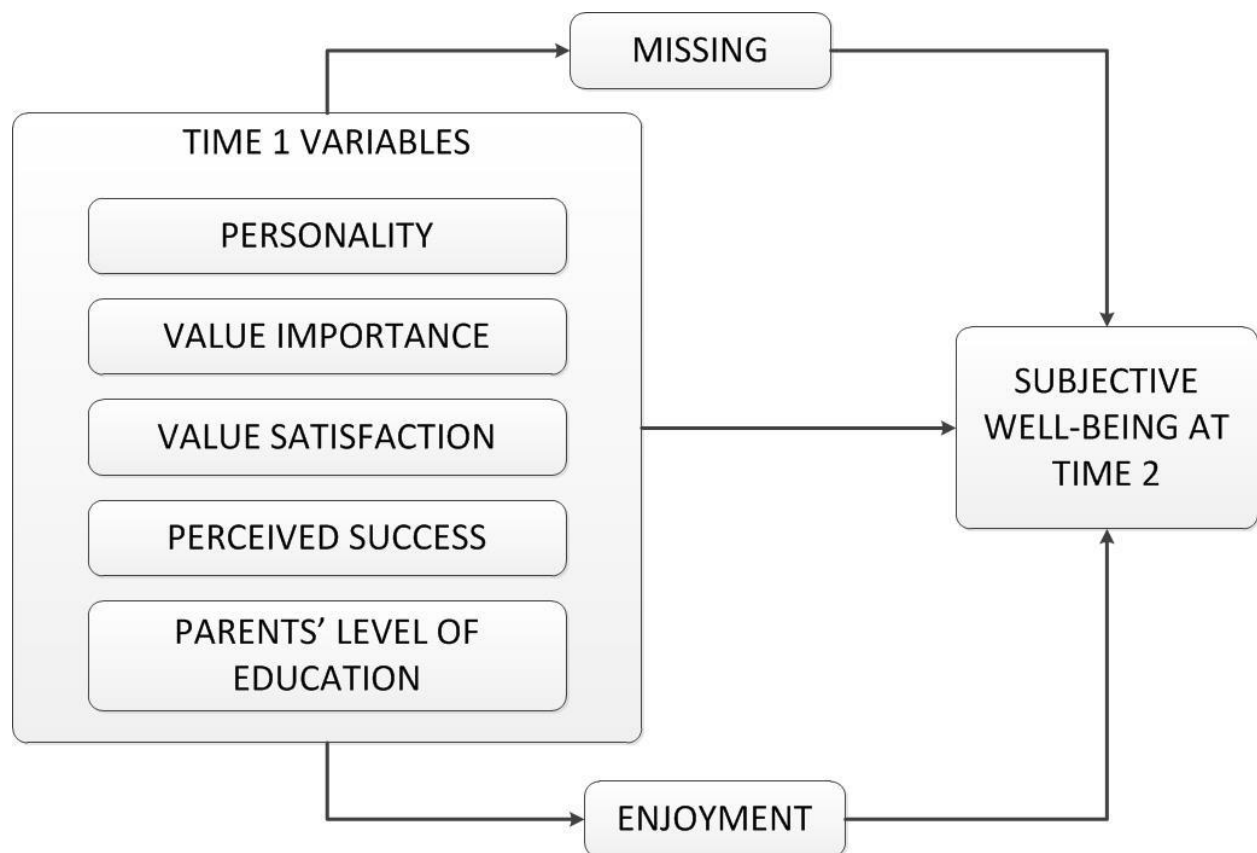 MISSING
TIME 1 VARIABLES
PERSONALITY
VALUE IMPORTANCE
VALUE SATISFACTION
PERCEIVED SUCCESS
PARENTS’ LEVEL OF
EDUCATION
SUBJECTIVE
WELL-BEING AT
TIME 2
ENJOYMENT